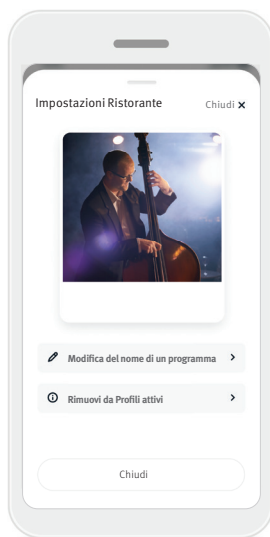 Impostazioni Ristorante
Chiudi ×
Modifica del nome di un programma
Rimuovi da Profili attivi
Chiudi